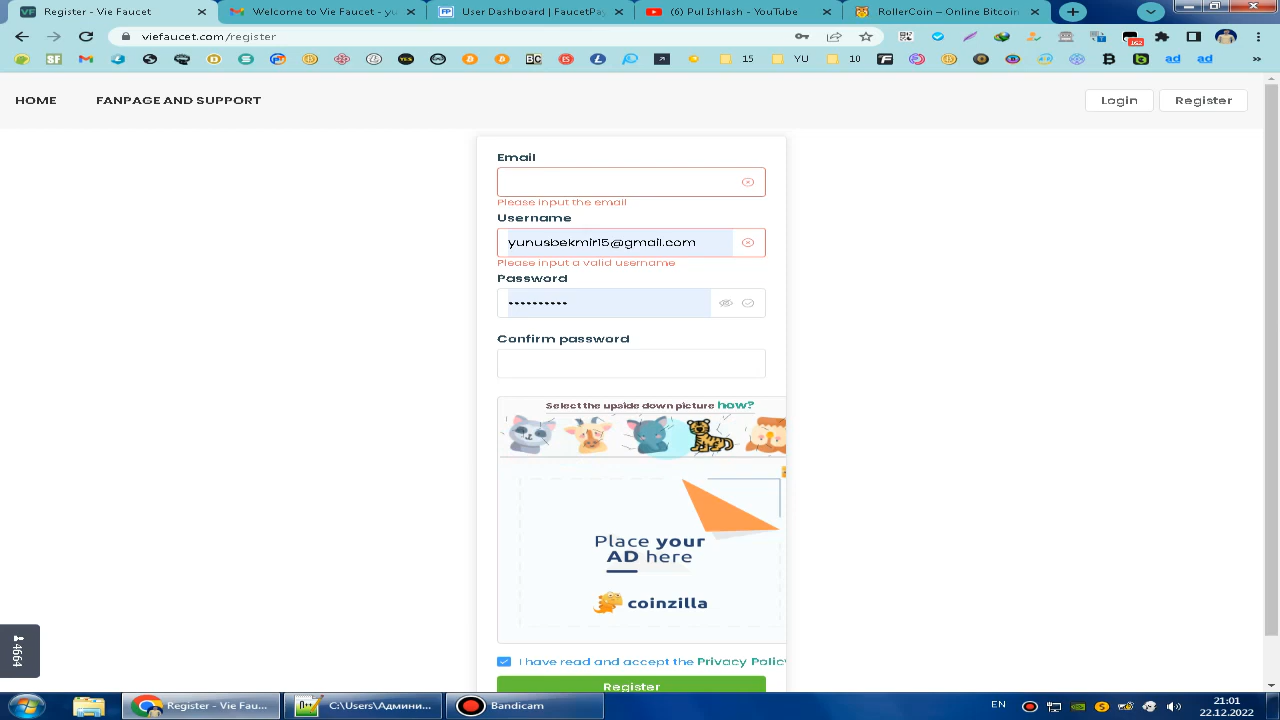 Register - Vie Faucet
Welcome to Vie Faucet - yu
User Dashboard | FaucetPay
(6) Pul Ishlash - YouTube
RollerCoin - Online Bitcoin
viefaucet.com/register
162
15
YU
10
HOME
FANPAGE AND SUPPORT
Login
Register
Email
Please input the email
Username
yunusbekmir15@gmail.com
Please input a valid username
Password
••••••••••
Confirm password
Select the upside down picture how?
Place your
AD here
coinzilla
4664
I have read and accept the Privacy Policy
Register
Register - Vie Fau...
C:\Users\Админи...
Bandicam
EN
21:01
22.12.2022